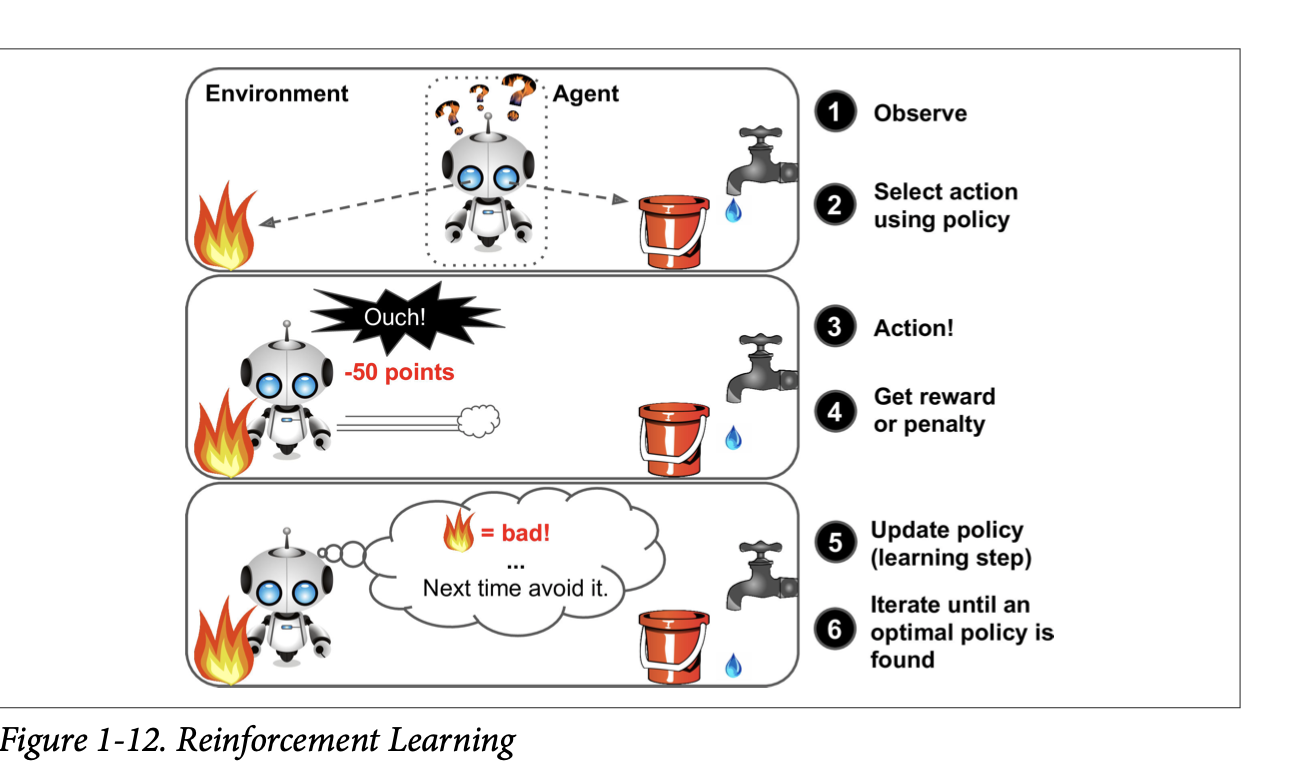 Environment
Agent
1 Observe
2 Select action
using policy
Ouch!
-50 points
3 Action!
4 Get reward
or penalty
= bad!
...
Next time avoid it.
5 Update policy
(learning step)
6 Iterate until an
optimal policy is
found
Figure 1-12. Reinforcement Learning